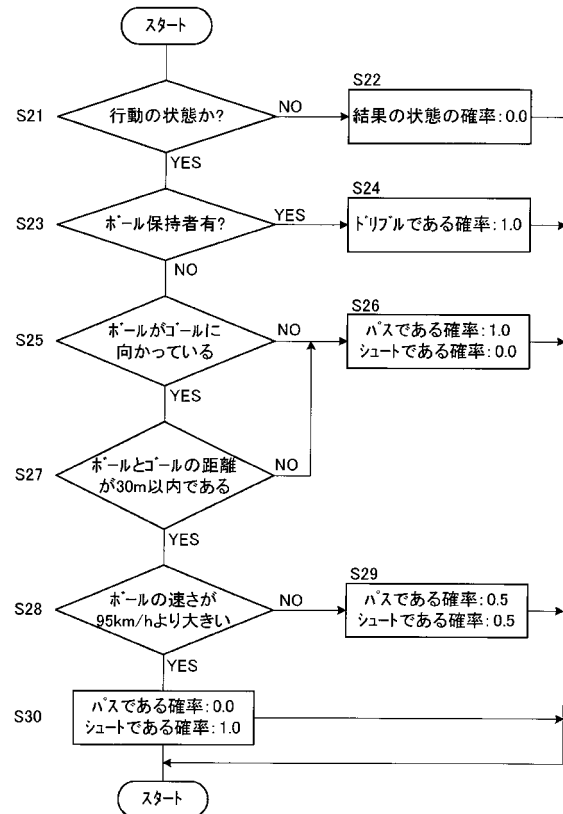 スタート
S21
行動の状態か?
NO
S22
結果の状態の確率:0.0
YES
S23
ボール保持者有?
YES
S24
ドリブルである確率:1.0
NO
S25
ボールがゴールに
向かっている
NO
S26
パスである確率:1.0
シュートである確率:0.0
YES
S27
ボールとゴールの距離
が30m以内である
NO
YES
S28
ボールの速さが
95km/hより大きい
NO
S29
パスである確率:0.5
シュートである確率:0.5
YES
S30
パスである確率:0.0
シュートである確率:1.0
スタート